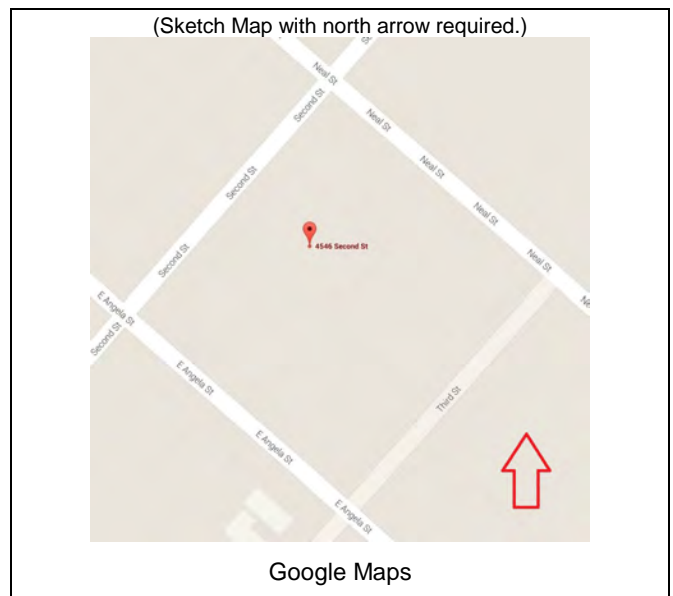 (Sketch Map with north arrow required.)
Neal St
Second St
Neal St
Second St
Neal St
Second St
Neal St
4546 Second St
Second St
Neal St
E Angela St
Second St
E Angela St
Third St
E Angela St
E Angela St
Google Maps